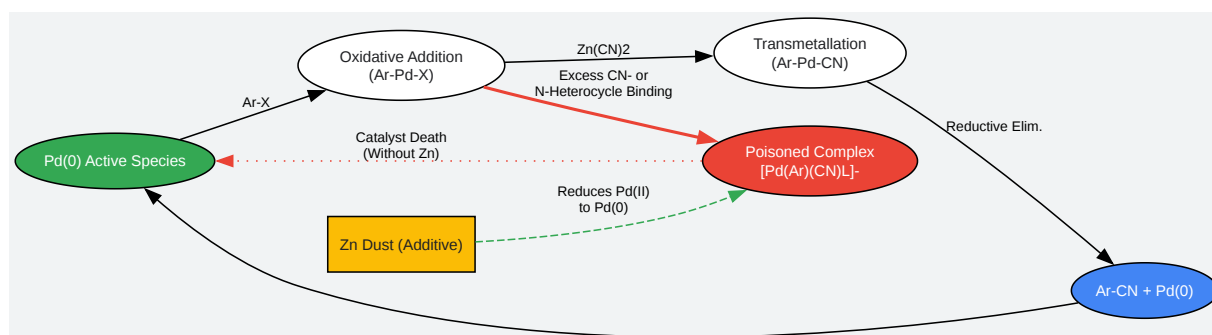 Oxidative Addition
(Ar-Pd-X)
Zn(CN)2
Transmetallation
(Ar-Pd-CN)
Excess CN- or
N-Heterocycle Binding
Ar-X
Reductive Elim.
Pd(0) Active Species
Catalyst Death
(Without Zn)
Poisoned Complex
[Pd(Ar)(CN)L]-
Reduces Pd(II)
to Pd(0)
Zn Dust (Additive)
Ar-CN + Pd(0)